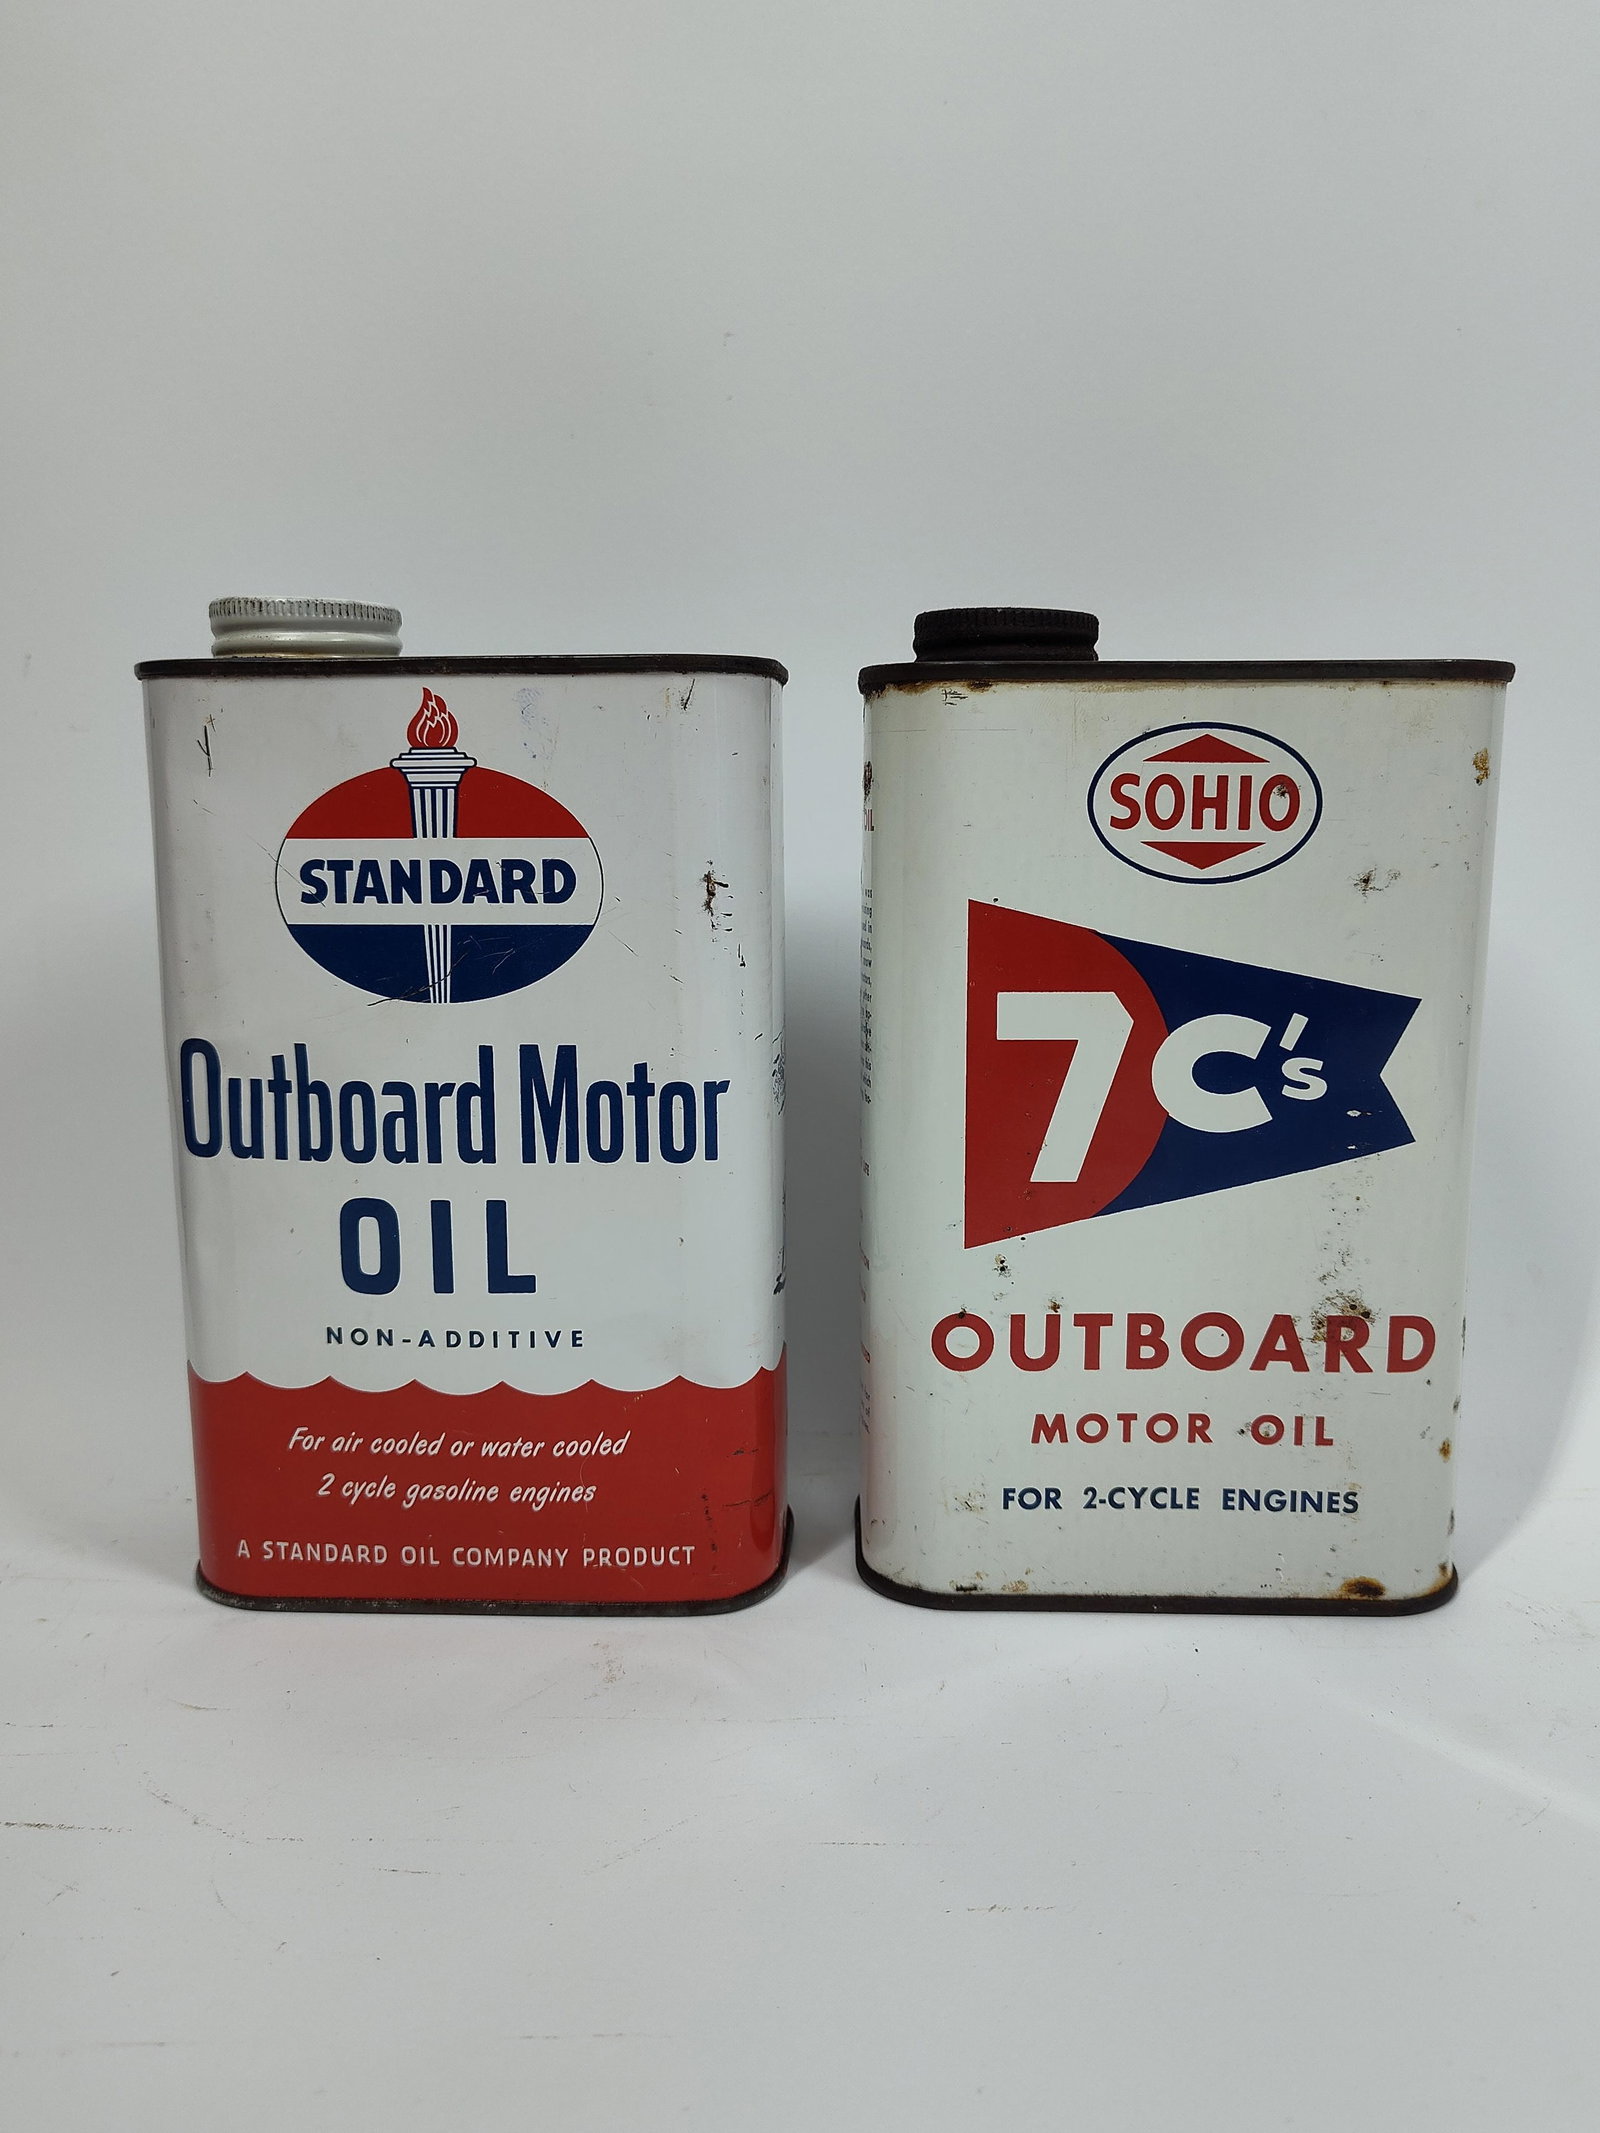 STANDARD
Outboard Motor
OIL
NON-ADDITIVE
For air cooled or water cooled
2 cycle gasoline engines
A STANDARD OIL COMPANY PRODUCT
SOHIO
7C's
OUTBOARD
MOTOR OIL
FOR 2-CYCLE ENGINES